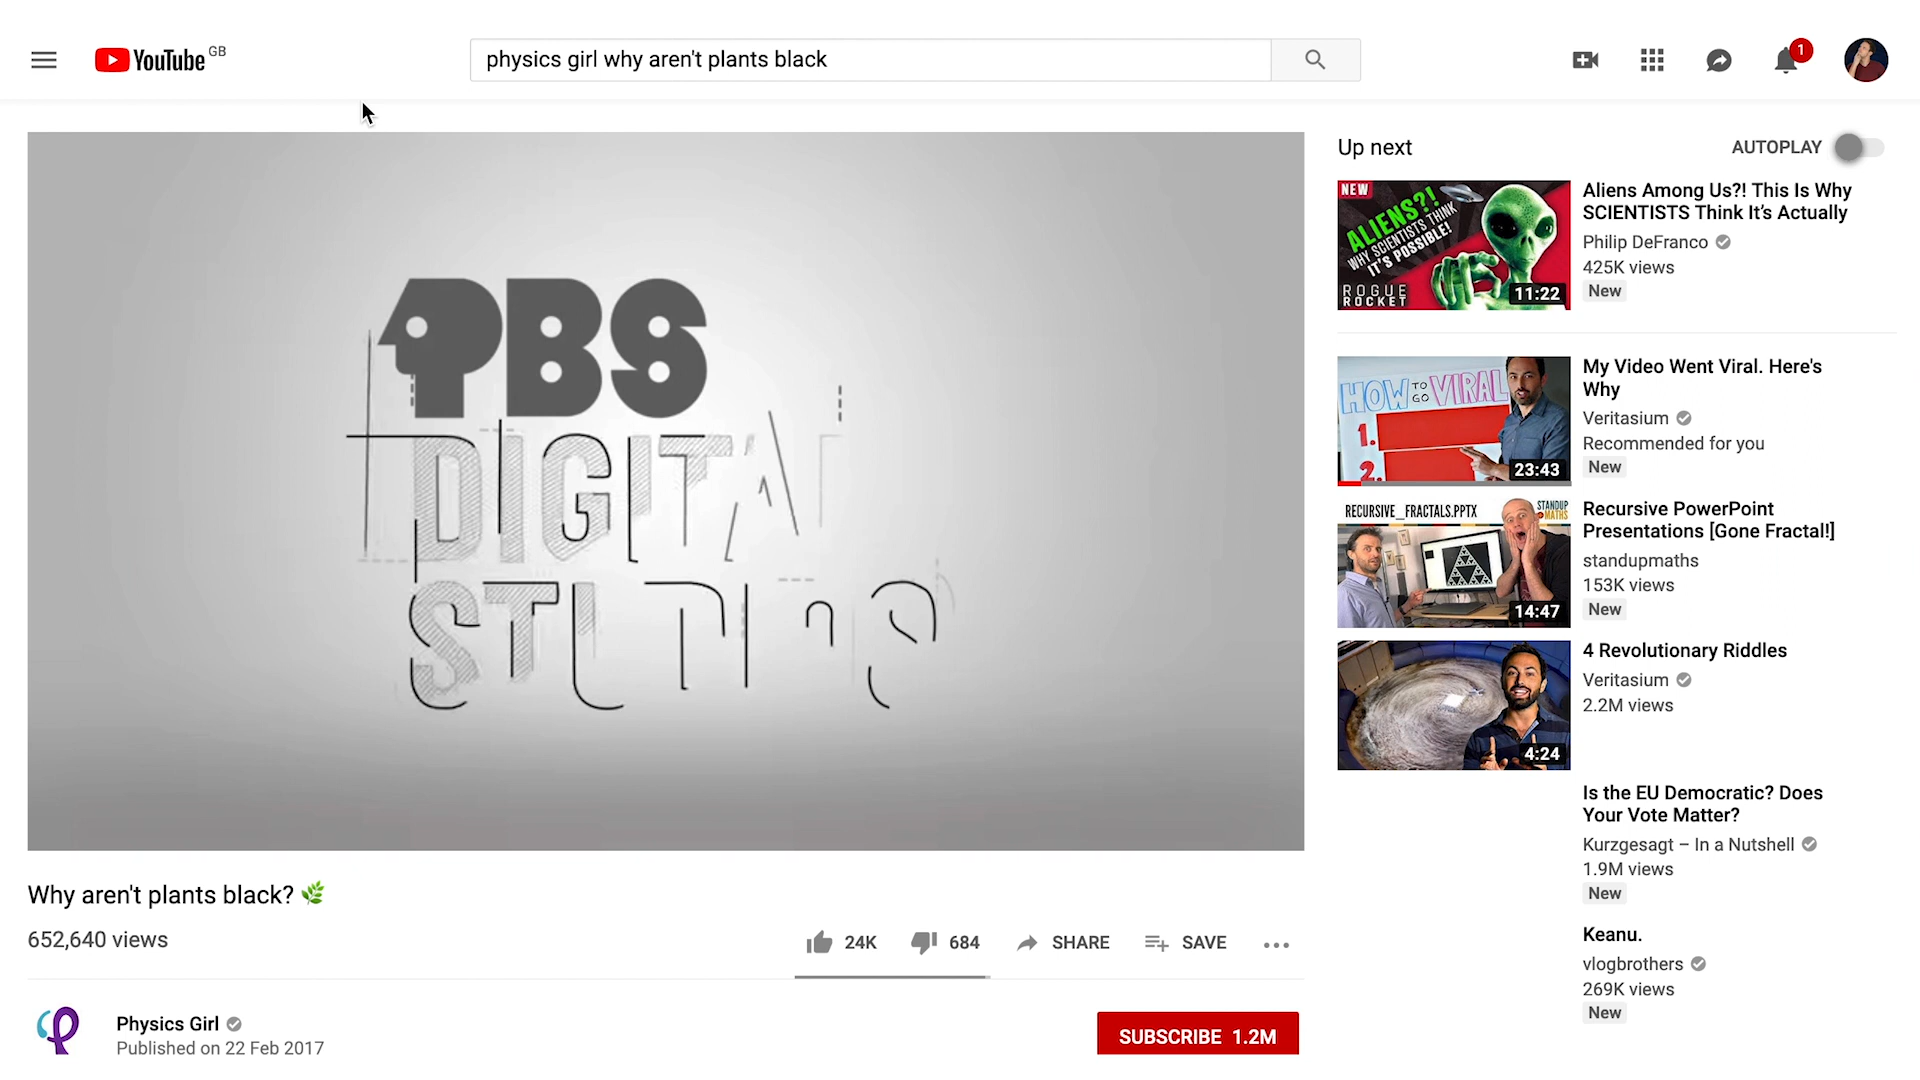 YouTube GB
physics girl why aren't plants black
1
PBS
DIGITAL
STUDIOS
Why aren't plants black?
652,640 views
24K
684
SHARE
SAVE
Physics Girl
Published on 22 Feb 2017
SUBSCRIBE 1.2M
Up next
AUTOPLAY
NEW
ALIENS?!
WHY SCIENTISTS THINK
IT'S POSSIBLE!
ROGUE
ROCKET
11:22
Aliens Among Us?! This Is Why
SCIENTISTS Think It's Actually
Philip DeFranco
425K views
New
HOW TO GO VIRAL
1.
2.
23:43
My Video Went Viral. Here's
Why
Veritasium
Recommended for you
New
RECURSIVE_FRACTALS.PPTX
STANDUP
MATHS
14:47
Recursive PowerPoint
Presentations [Gone Fractal!]
standupmaths
153K views
New
4:24
4 Revolutionary Riddles
Veritasium
2.2M views
Is the EU Democratic? Does
Your Vote Matter?
Kurzgesagt – In a Nutshell
1.9M views
New
Keanu.
vlogbrothers
269K views
New